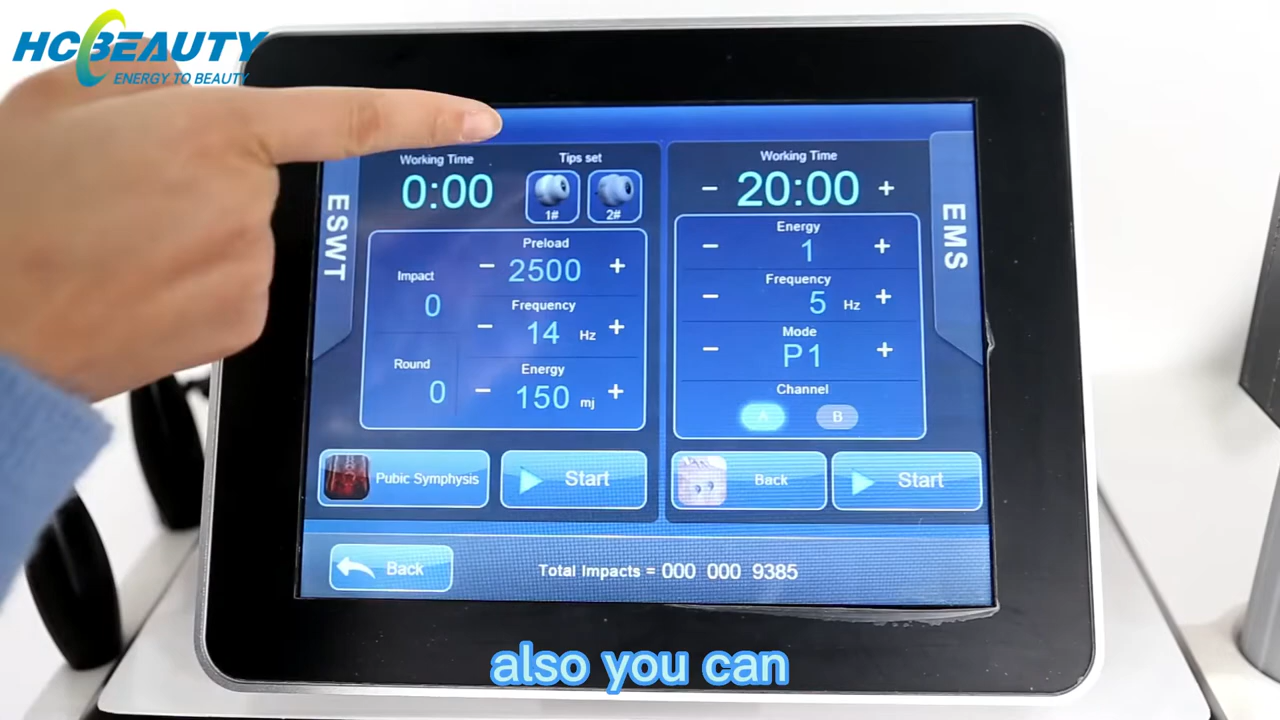 HCBEAUTY
ENERGY TO BEAUTY
ESWT
Working Time
0:00
Tips set
1#
2#
Impact
0
Round
0
Preload
- 2500 +
Frequency
- 14 Hz +
Energy
- 150 mj +
Pubic Symphysis
Start
Working Time
- 20:00 +
Energy
- 1 +
Frequency
- 5 Hz +
Mode
- P1 +
Channel
A B
EMS
Back
Start
Back
Total Impacts = 000 000 9385
also you can